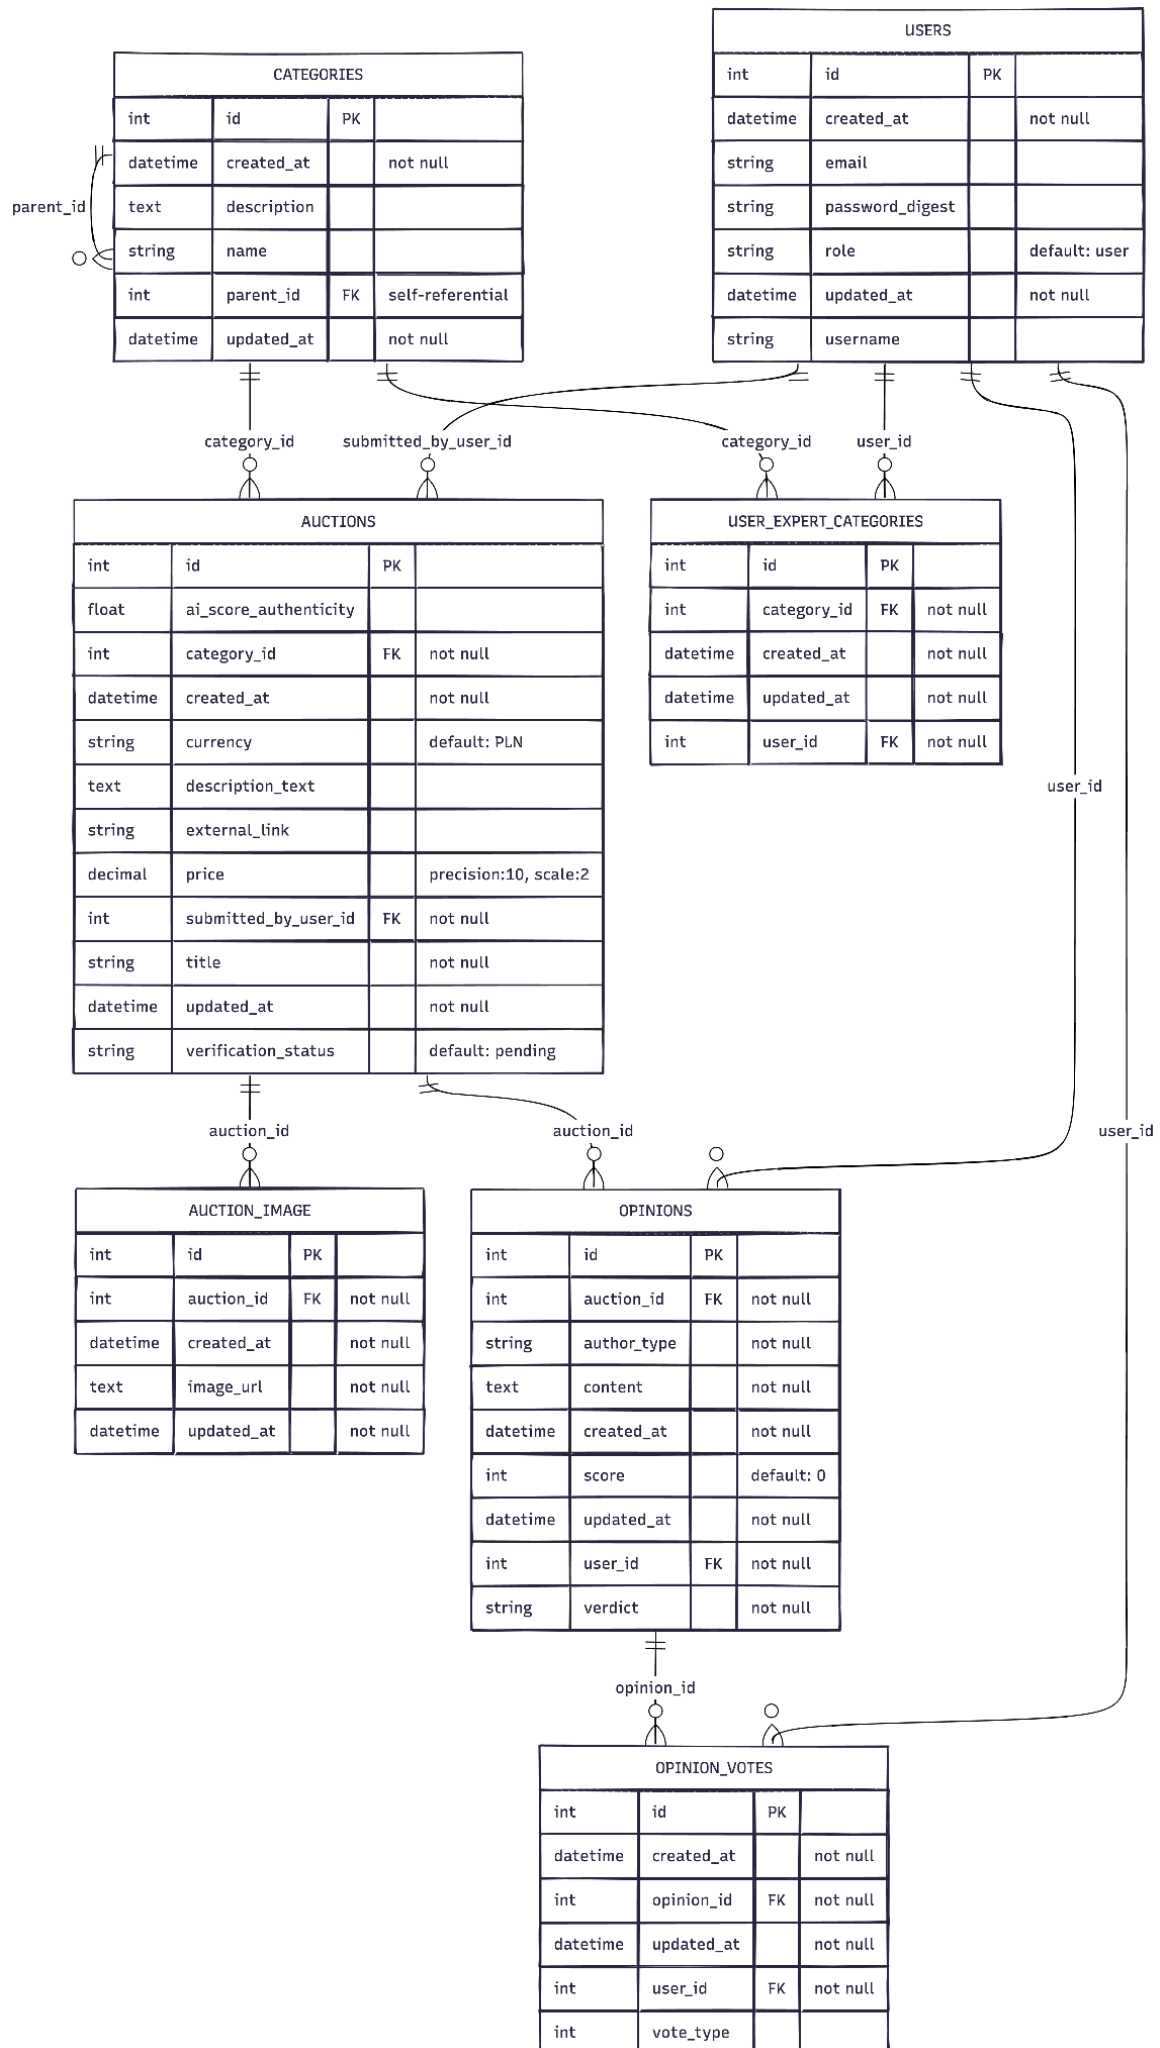 CATEGORIES
int id PK
datetime created_at not null
text description
string name
int parent_id FK self-referential
datetime updated_at not null
parent_id
USERS
int id PK
datetime created_at not null
string email
string password_digest
string role default: user
datetime updated_at not null
string username
category_id
submitted_by_user_id
category_id
user_id
AUCTIONS
int id PK
float ai_score_authenticity
int category_id FK not null
datetime created_at not null
string currency default: PLN
text description_text
string external_link
decimal price precision:10, scale:2
int submitted_by_user_id FK not null
string title not null
datetime updated_at not null
string verification_status default: pending
USER_EXPERT_CATEGORIES
int id PK
int category_id FK not null
datetime created_at not null
datetime updated_at not null
int user_id FK not null
user_id
auction_id
auction_id
user_id
AUCTION_IMAGE
int id PK
int auction_id FK not null
datetime created_at not null
text image_url not null
datetime updated_at not null
OPINIONS
int id PK
int auction_id FK not null
string author_type not null
text content not null
datetime created_at not null
int score default: 0
datetime updated_at not null
int user_id FK not null
string verdict not null
opinion_id
OPINION_VOTES
int id PK
datetime created_at not null
int opinion_id FK not null
datetime updated_at not null
int user_id FK not null
int vote_type